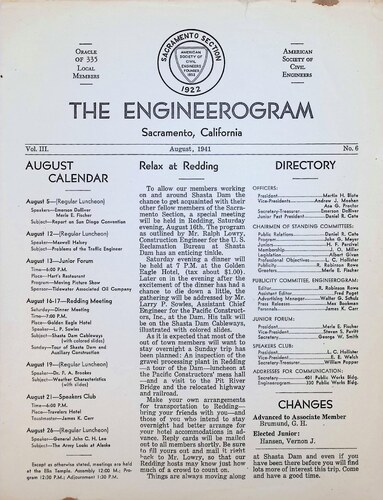 ORACLE
OF 335
LOCAL
MEMBERS
SACRAMENTO SECTION
AMERICAN
SOCIETY OF
CIVIL
ENGINEERS
FOUNDED
1852
1922
AMERICAN
SOCIETY OF
CIVIL
ENGINEERS
THE ENGINEEROGRAM
Sacramento, California
Vol. III. August, 1941 No. 6
AUGUST
CALENDAR
August 5—(Regular Luncheon)
Speakers—Emerson Dolliver
Merle E. Fischer
Subject—Report on San Diego Convention
August 12—(Regular Luncheon)
Speaker—Maxwell Halsey
Subject—Problems of the Traffic Engineer
August 13—Junior Forum
Time—6:00 P.M.
Place—Hart's Restaurant
Program—Moving Picture Show
Sponsor—Tidewater Associated Oil Company
August 16-17—Redding Meeting
Saturday—Dinner Meeting
Time—7:00 P.M.
Place—Golden Eagle Hotel
Speaker—L. P. Sowles
Subject—Shasta Dam Cableways
(with colored slides)
Sunday—Tour of Shasta Dam and
Auxiliary Construction
August 19—(Regular Luncheon)
Speaker—Dr. F. A. Brooks
Subject—Weather Characteristics
(with slides)
August 21—Speakers Club
Time—6:00 P.M.
Place—Travelers Hotel
Toastmaster—James K. Carr
August 26—(Regular Luncheon)
Speaker—General John C. H. Lee
Subject—The Army Looks at Alaska
Except as otherwise stated, meetings are held
at the Elks Temple. Assembly 12:00 M.; Pro-
gram 12:30 P.M.; Adjournment 1:30 P.M.
Relax at Redding
To allow our members working
on and around Shasta Dam the
chance to get acquainted with their
other fellow members of the Sacra-
mento Section, a special meeting
will be held in Redding, Saturday
evening, August 16th. The program
as outlined by Mr. Ralph Lowry,
Construction Engineer for the U. S.
Reclamation Bureau at Shasta
Dam has an enticing tinkle.
Saturday evening a dinner will
be held at 7 P.M. at the Golden
Eagle Hotel, (tax about $1.00).
Later on in the evening after the
excitement of the dinner has had a
chance to die down a little, the
gathering will be addressed by Mr.
Larry P. Sowles, Assistant Chief
Engineer for the Pacific Construct-
ors, Inc., at the Dam. His talk will
be on the Shasta Dam Cableways,
illustrated with colored slides.
As it is expected that most of the
out of town members will want to
stay overnight a Sunday trip has
been planned: An inspection of the
gravel processing plant in Redding
—a tour of the Dam—luncheon at
the Pacific Constructors' mess hall
—and a visit to the Pit River
Bridge and the relocated highway
and railroad.
Make your own arrangements
for transportation to Redding—
bring your friends with you—and
those of you who intend to stay
overnight had better arrange for
your hotel accommodations in ad-
vance. Reply cards will be mailed
out to all members shortly. Be sure
to fill yours out and mail it right
back to Mr. Lowry, so that our
Redding hosts may know just how
much of a crowd to count on.
Things are always moving along
DIRECTORY
OFFICERS:
President Martin H. Blote
Vice-Presidents Andrew J. Meehan
Asa G. Proctor
Secretary-Treasurer Emerson Dolliver
Junior Past President Daniel R. Cate
CHAIRMEN OF STANDING COMMITTEES:
Public Relations Daniel R. Cate
Program John G. Meyer
Juniors H. F. Percival
Membership J. O. Miller
Legislation Albert Givan
Professional Objectives L. C. Hollister
Publicity R. Robinson Rowe
Greeters Merle E. Fischer
PUBLICITY COMMITTEE, ENGINEEROGRAM:
Editor R. Robinson Rowe
Assistant Editor Fred Paget
Advertising Manager Walter G. Schulz
Press Releases Max Bookman
Personals James K. Carr
JUNIOR FORUM:
President Merle E. Fischer
Vice-President Steven S. Pyatt
Secretary George W. Smith
SPEAKERS CLUB:
President L. C. Hollister
Vice-President E. E. Welch
Secretary William Popper
ADDRESSES FOR COMMUNICATION:
Secretary 401 Public Works Bldg.
Engineerogram 330 Public Works Bldg.
CHANGES
Advanced to Associate Member
Brumund, G. H.
Elected Junior:
Hansen, Vernon J.
at Shasta Dam and even if you
have been there before you will find
lots more of interest this trip. Come
and have a good time.